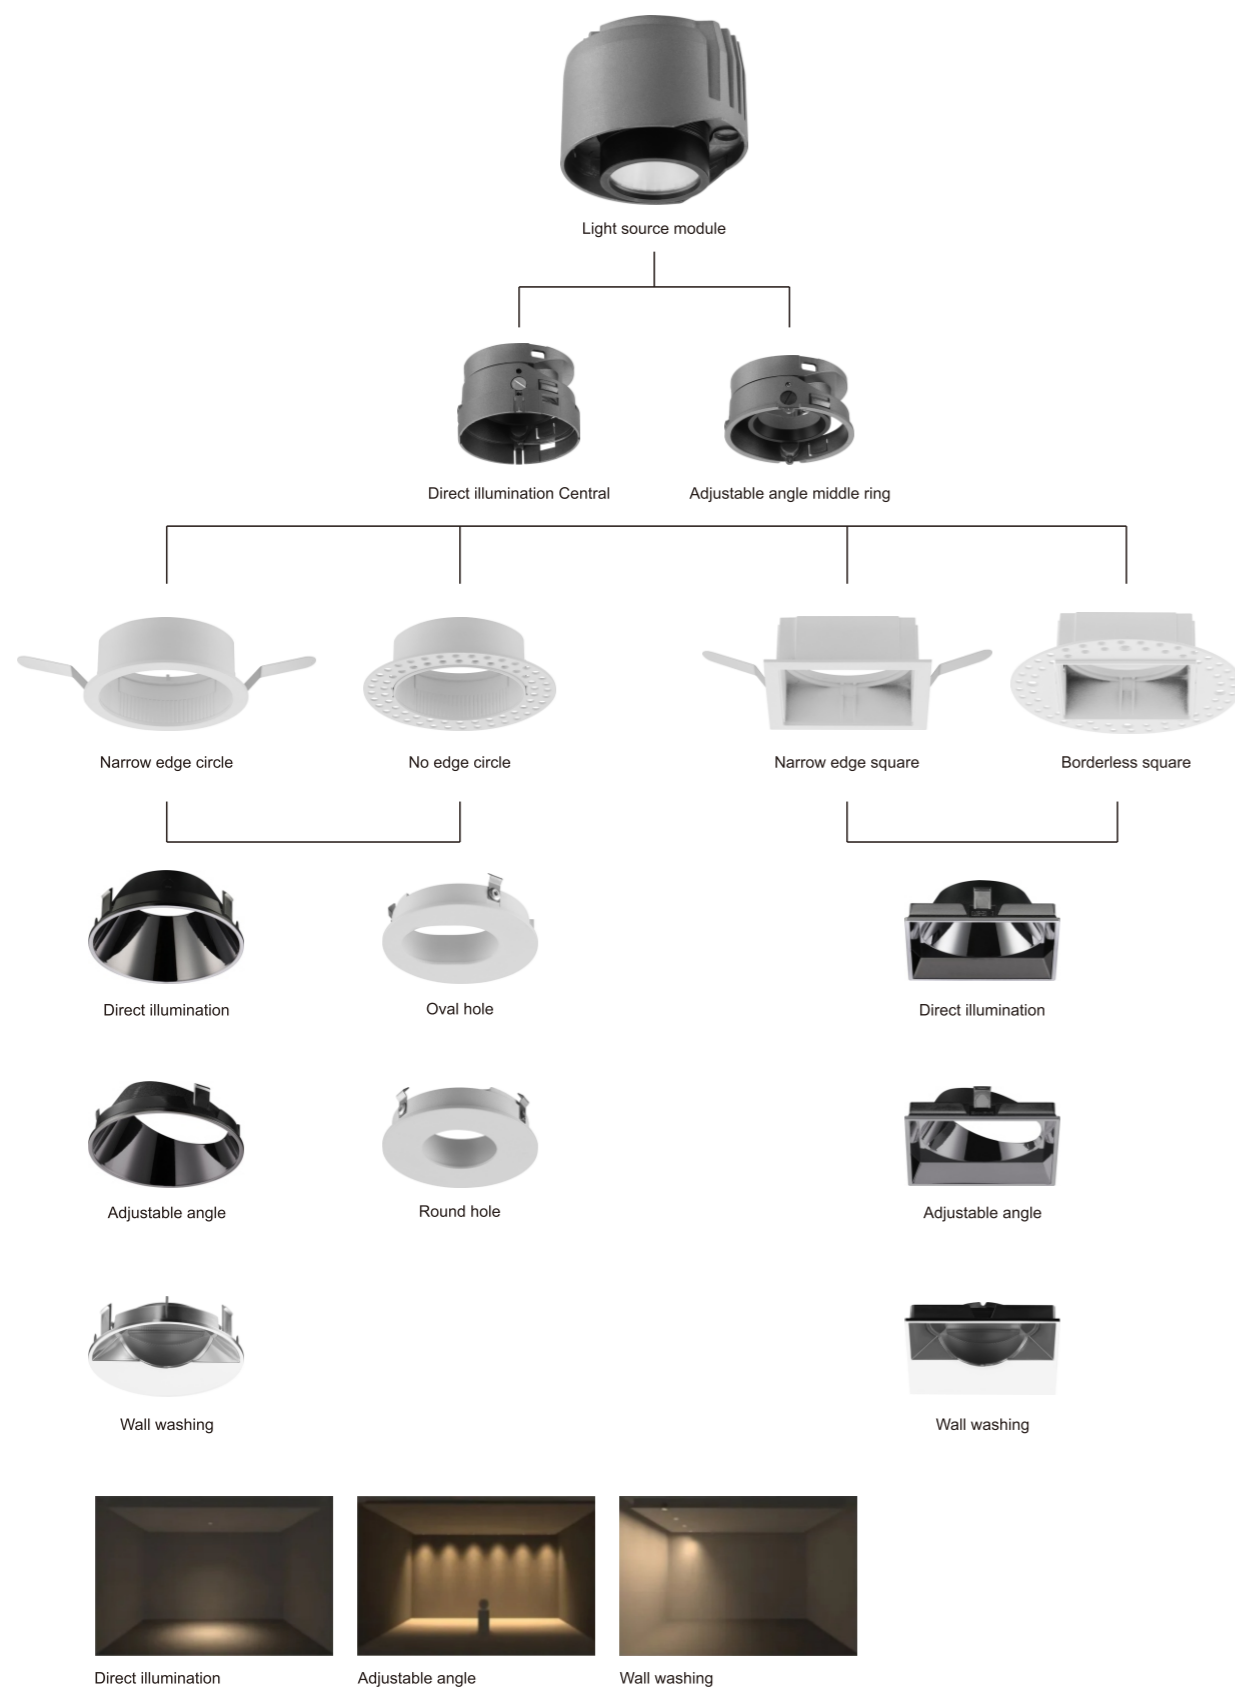 Light source module
Direct illumination Central
Adjustable angle middle ring
Narrow edge circle
No edge circle
Narrow edge square
Borderless square
Direct illumination
Oval hole
Direct illumination
Adjustable angle
Round hole
Adjustable angle
Wall washing
Wall washing
Direct illumination
Adjustable angle
Wall washing